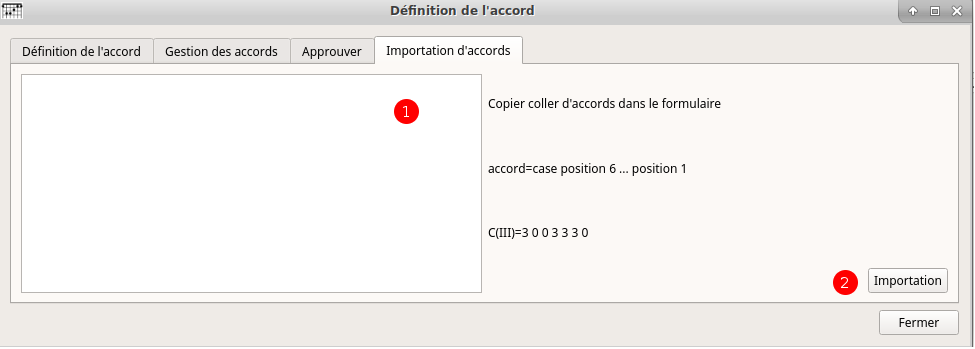 Définition de l'accord
Définition de l'accord
Gestion des accords
Approuver
Importation d'accords
1
Copier coller d'accords dans le formulaire
accord=case position 6 ... position 1
C(III)=3 0 0 3 3 3 0
2
Importation
Fermer